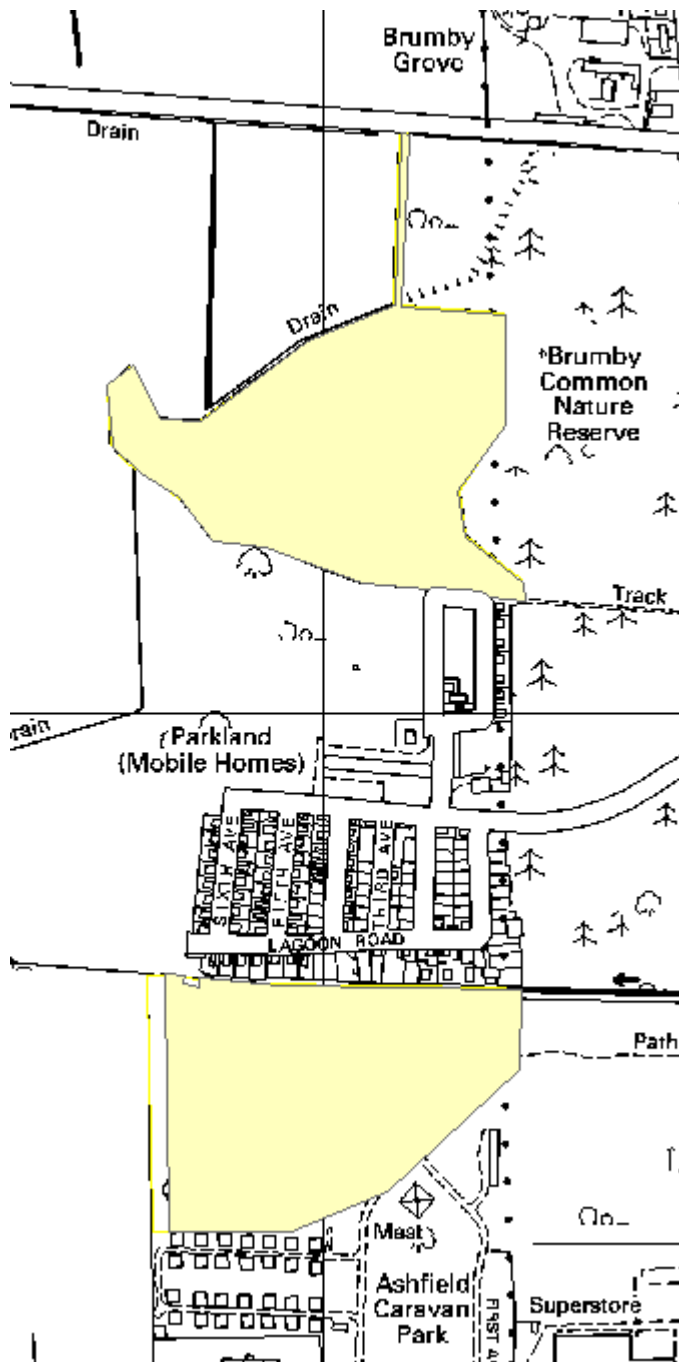 Brumby
Grove
Drain
Drain
Brumby
Common
Nature
Reserve
Track
Parkland
(Mobile Homes)
SIXTH AVE
FIFTH AVE
THIRD AVE
LAGOON ROAD
Path
Mast
Ashfield
Caravan
Park
Superstore
FIRST